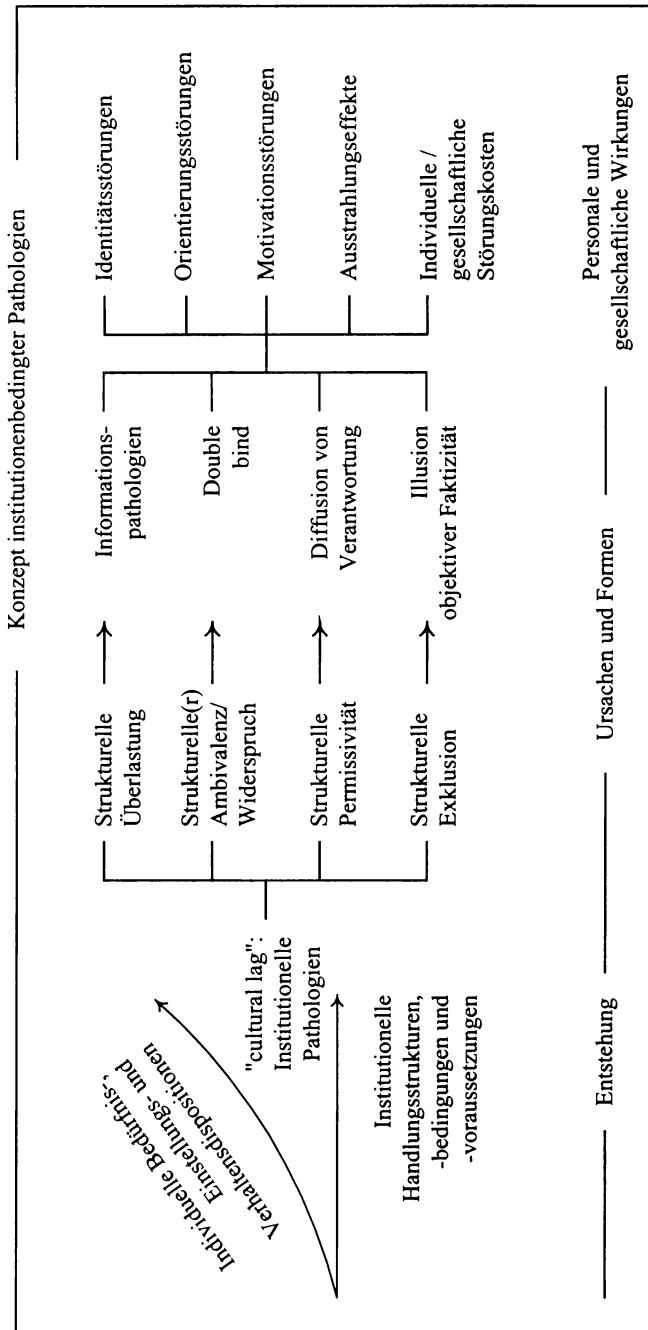 Konzept institutionenbedingter Pathologien
Individuelle Bedürfnis-,
Einstellungs- und
Verhaltensdispositionen
"cultural lag":
Institutionelle
Pathologien
Institutionelle
Handlungsstrukturen,
-bedingungen und
-voraussetzungen
Strukturelle
Überlastung
Strukturelle(r)
Ambivalenz/
Widerspruch
Strukturelle
Permissivität
Strukturelle
Exklusion
Informations-
pathologien
Double
bind
Diffusion von
Verantwortung
Illusion
objektiver Faktizität
Identitätsstörungen
Orientierungsstörungen
Motivationsstörungen
Ausstrahlungseffekte
Individuelle /
gesellschaftliche
Störungskosten
Entstehung
Ursachen und Formen
Personale und
gesellschaftliche Wirkungen